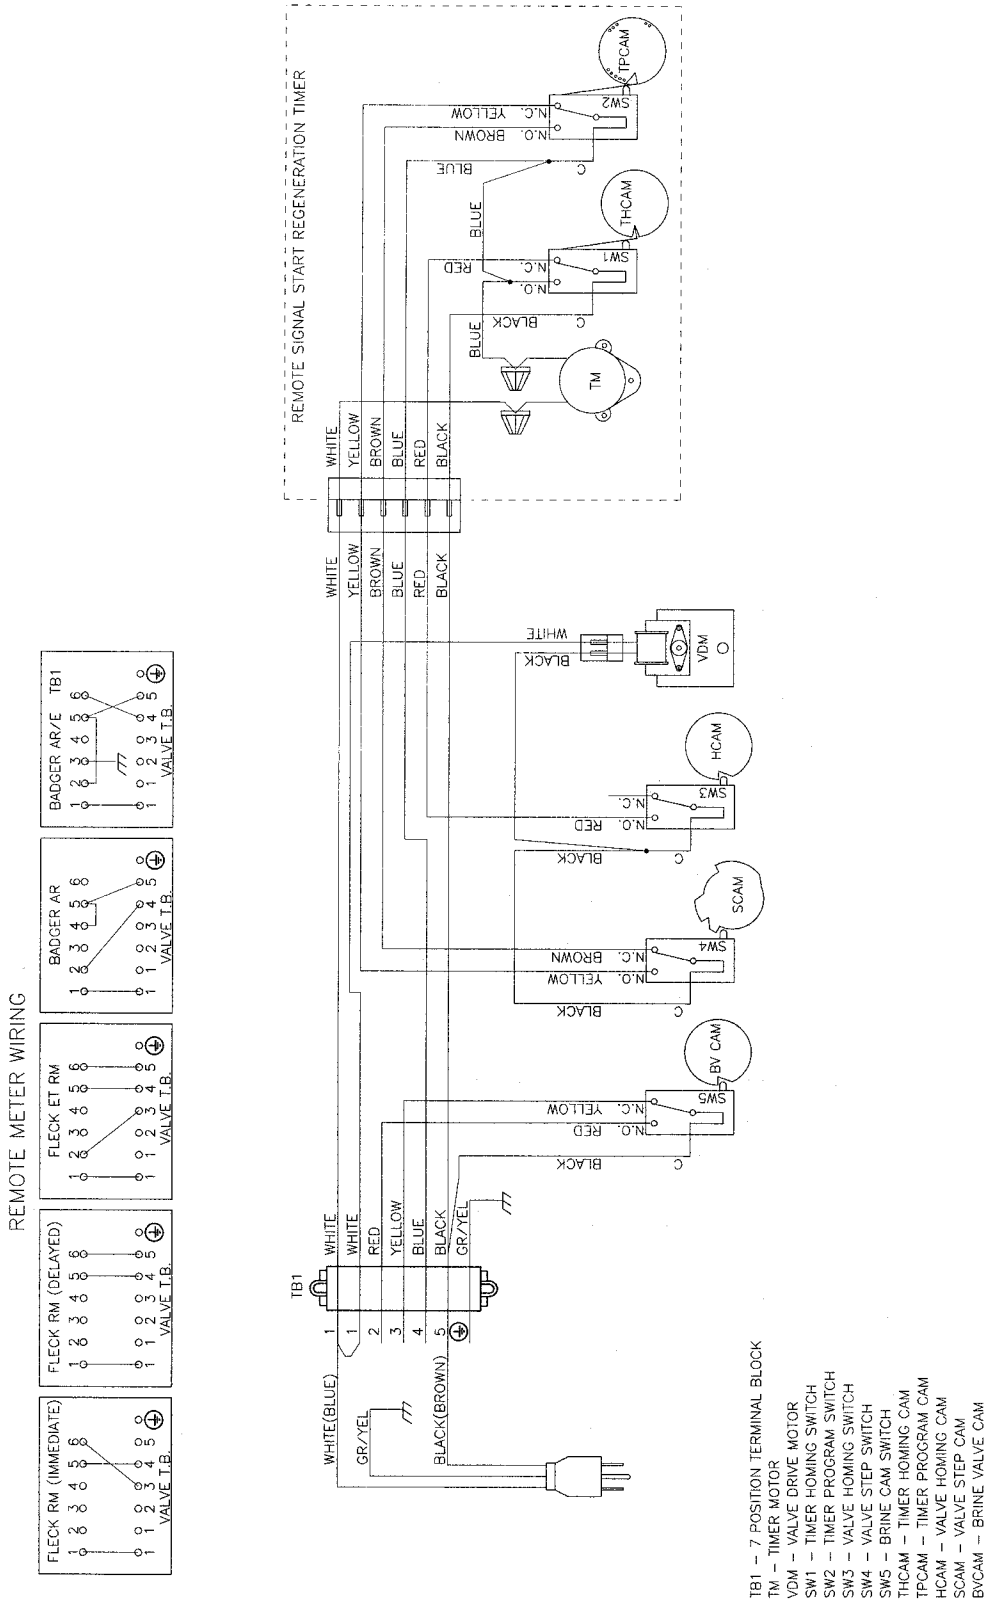 REMOTE METER WIRING
FLECK RM (IMMEDIATE)
1 2 3 4 5 6
1 2 3 4 5
VALVE T.B.
FLECK RM (DELAYED)
1 2 3 4 5 6
1 2 3 4 5
VALVE T.B.
FLECK ET RM
1 2 3 4 5 6
1 2 3 4 5
VALVE T.B.
BADGER AR
1 2 3 4 5 6
1 2 3 4 5
VALVE T.B.
BADGER AR/E TB1
1 2 3 4 5 6
1 2 3 4 5
VALVE T.B.
REMOTE SIGNAL START REGENERATION TIMER
WHITE
YELLOW
BROWN
BLUE
RED
BLACK
WHITE
YELLOW
BROWN
BLUE
RED
BLACK
BLUE
BLUE
BLACK
RED
BLUE
BROWN
YELLOW
TM
C
N.O.
N.C.
SW1
THCAM
C
N.O.
N.C.
SW2
TPCAM
TB1
1
1
2
3
4
5
WHITE
WHITE
RED
YELLOW
BLUE
BLACK
GR/YEL
WHITE(BLUE)
GR/YEL
BLACK(BROWN)
BLACK
RED
YELLOW
C
N.O.
N.C.
SW5
BV CAM
BLACK
YELLOW
BROWN
C
N.O.
N.C.
SW4
SCAM
BLACK
RED
C
N.O.
N.C.
SW3
HCAM
BLACK
WHITE
VDM
TB1 – 7 POSITION TERMINAL BLOCK
TM – TIMER MOTOR
VDM – VALVE DRIVE MOTOR
SW1 – TIMER HOMING SWITCH
SW2 – TIMER PROGRAM SWITCH
SW3 – VALVE HOMING SWITCH
SW4 – VALVE STEP SWITCH
SW5 – BRINE CAM SWITCH
THCAM – TIMER HOMING CAM
TPCAM – TIMER PROGRAM CAM
HCAM – VALVE HOMING CAM
SCAM – VALVE STEP CAM
BVCAM – BRINE VALVE CAM